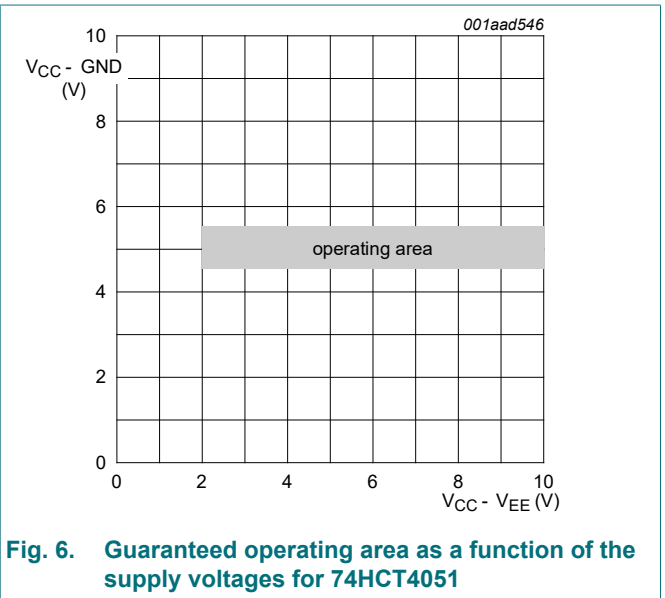 001aad546
10
VCC - GND
(V)
8
6
operating area
4
2
0
0 2 4 6 8 10
VCC - VEE (V)
Fig. 6. Guaranteed operating area as a function of the
supply voltages for 74HCT4051